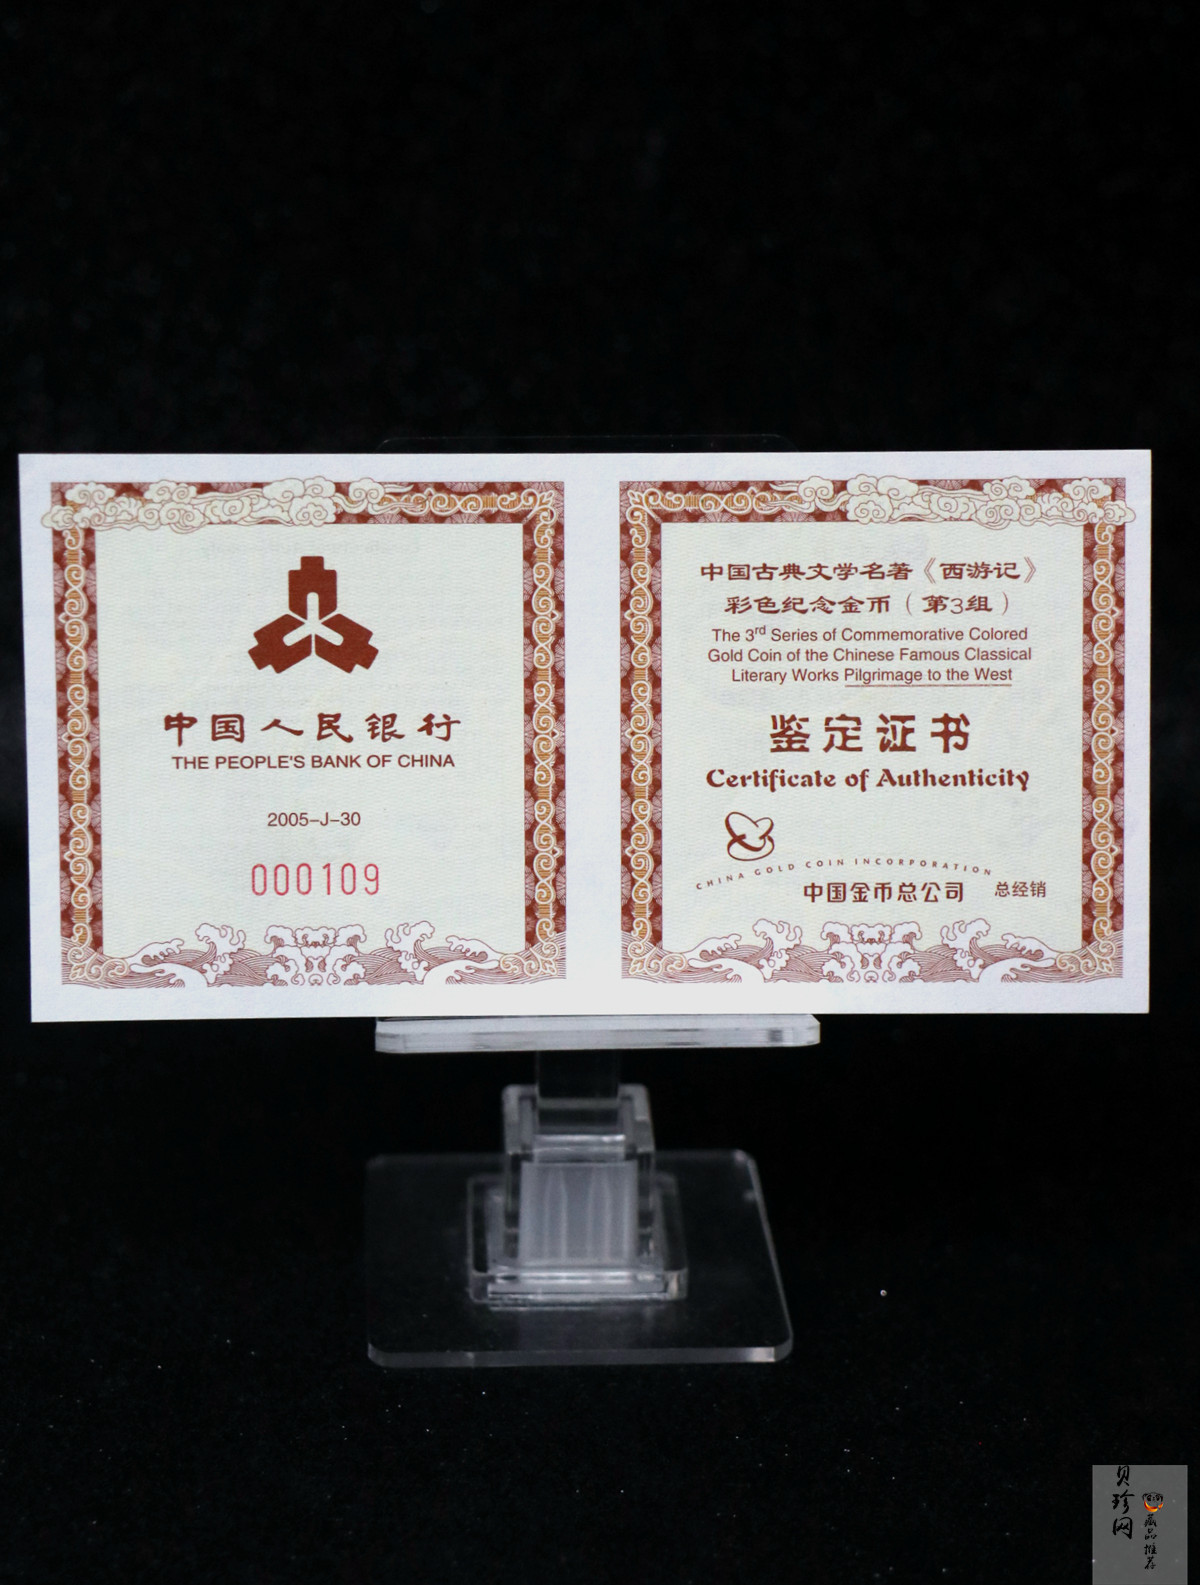 中国人民银行
THE PEOPLE'S BANK OF CHINA
2005-J-30
000109
中国古典文学名著《西游记》
彩色纪念金币（第3组）
The 3rd Series of Commemorative Colored
Gold Coin of the Chinese Famous Classical
Literary Works Pilgrimage to the West
鉴定证书
Certificate of Authenticity
CHINA GOLD COIN INCORPORATION
中国金币总公司 总经销
贝珍网
藏品推荐